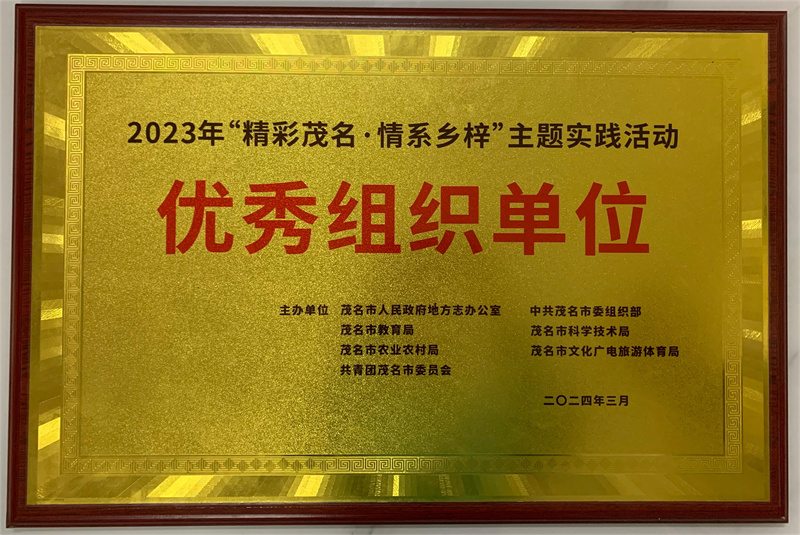 2023年“精彩茂名·情系乡梓”主题实践活动
优秀组织单位
主办单位 茂名市人民政府地方志办公室 中共茂名市委组织部
茂名市教育局 茂名市科学技术局
茂名市农业农村局 茂名市文化广电旅游体育局
共青团茂名市委员会
二〇二四年三月